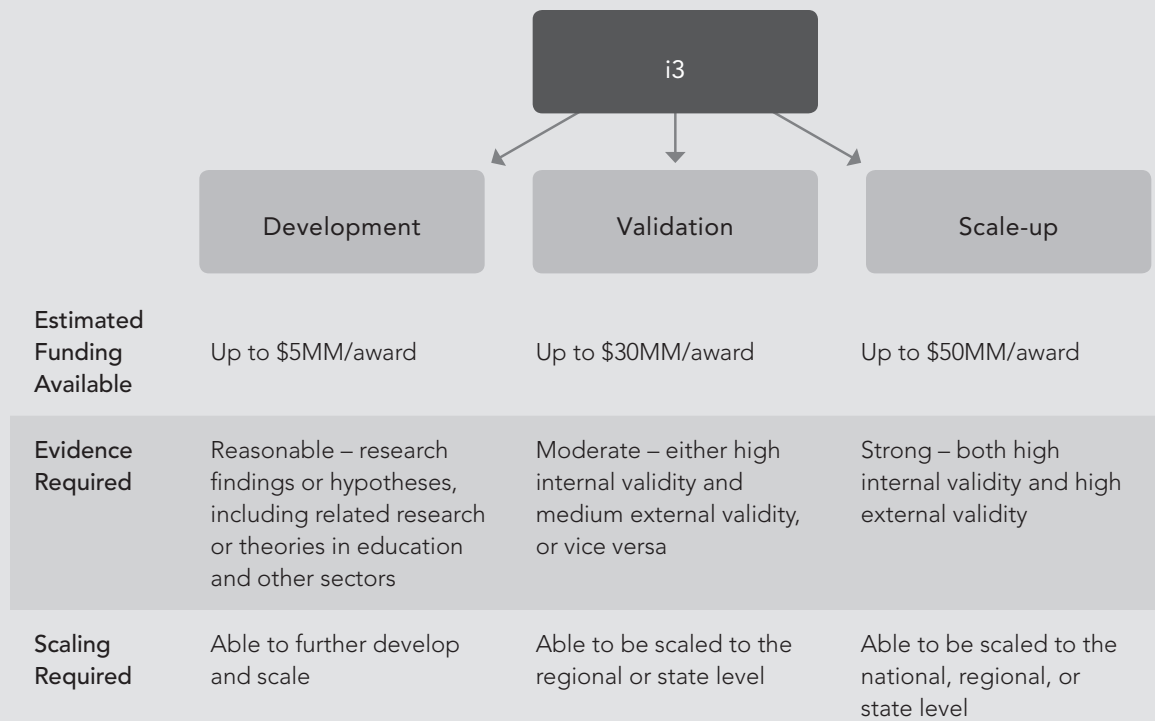 i3
Development
Validation
Scale-up
Estimated
Funding
Available
Up to $5MM/award
Up to $30MM/award
Up to $50MM/award
Evidence
Required
Reasonable – research
findings or hypotheses,
including related research
or theories in education
and other sectors
Moderate – either high
internal validity and
medium external validity,
or vice versa
Strong – both high
internal validity and high
external validity
Scaling
Required
Able to further develop
and scale
Able to be scaled to the
regional or state level
Able to be scaled to the
national, regional, or
state level